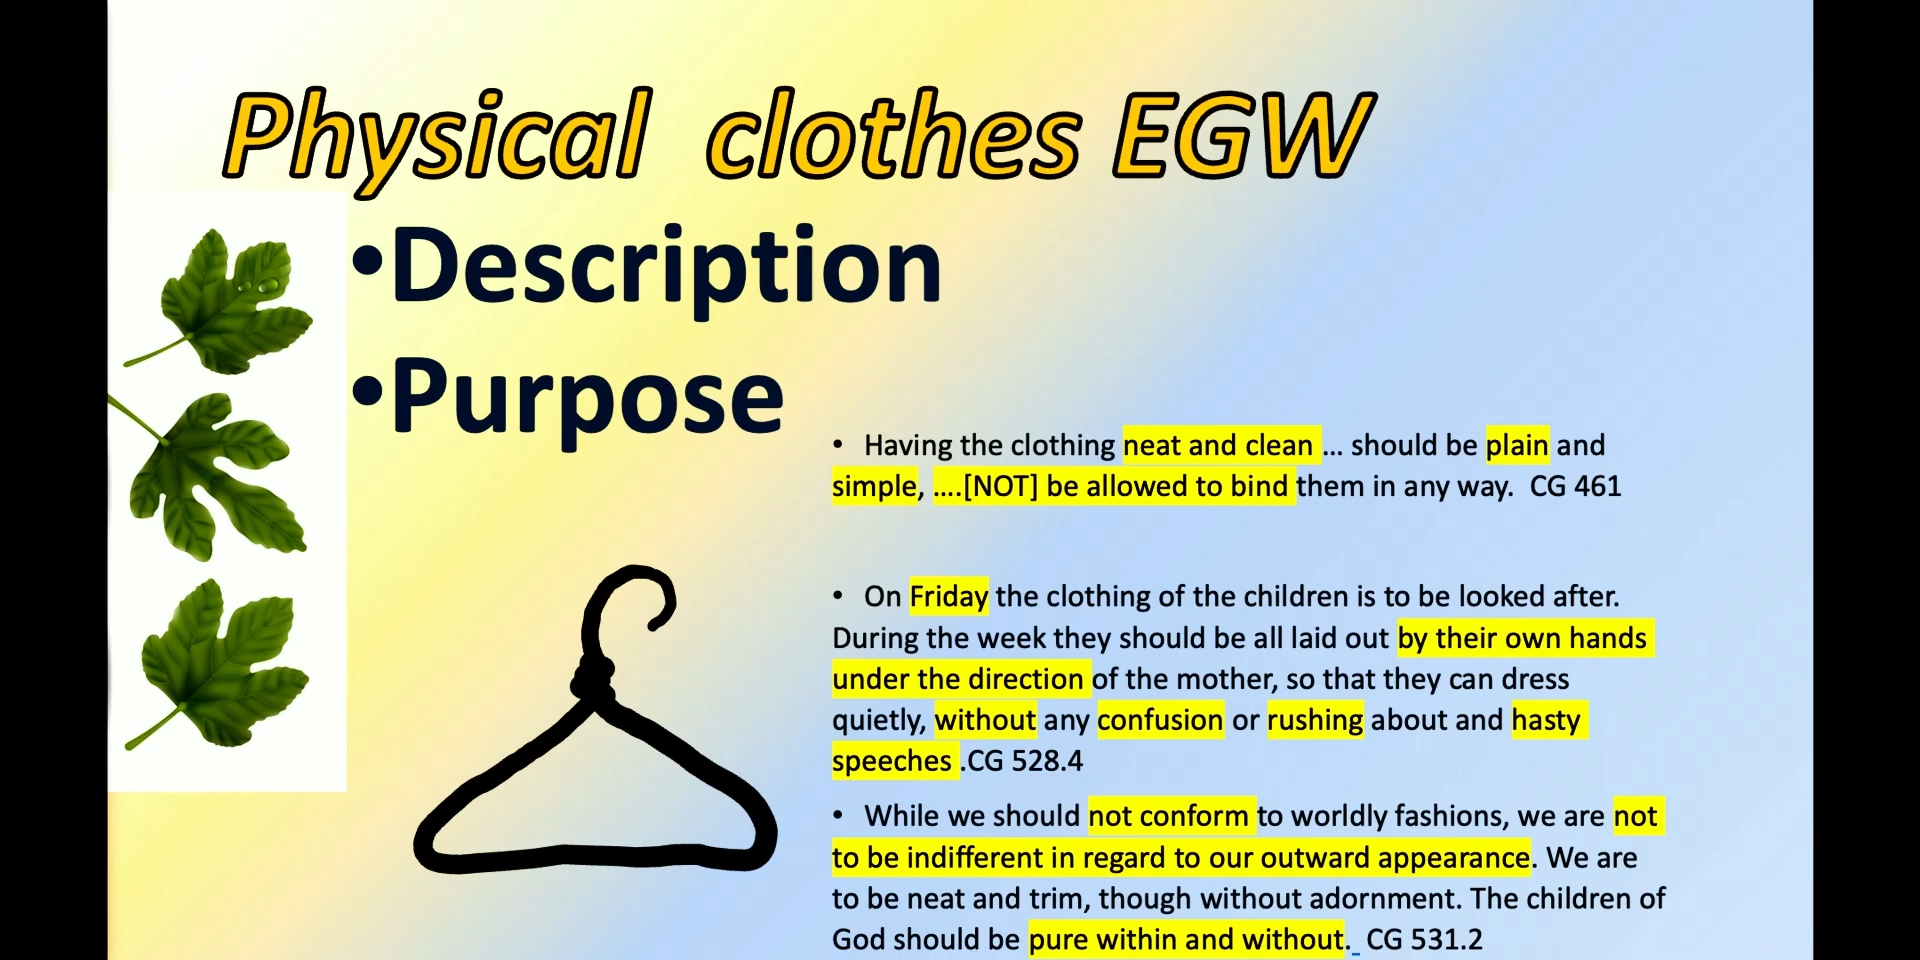 Physical clothes EGW
•Description
•Purpose
• Having the clothing neat and clean ... should be plain and
simple, ....[NOT] be allowed to bind them in any way. CG 461
• On Friday the clothing of the children is to be looked after.
During the week they should be all laid out by their own hands
under the direction of the mother, so that they can dress
quietly, without any confusion or rushing about and hasty
speeches .CG 528.4
• While we should not conform to worldly fashions, we are not
to be indifferent in regard to our outward appearance. We are
to be neat and trim, though without adornment. The children of
God should be pure within and without. CG 531.2